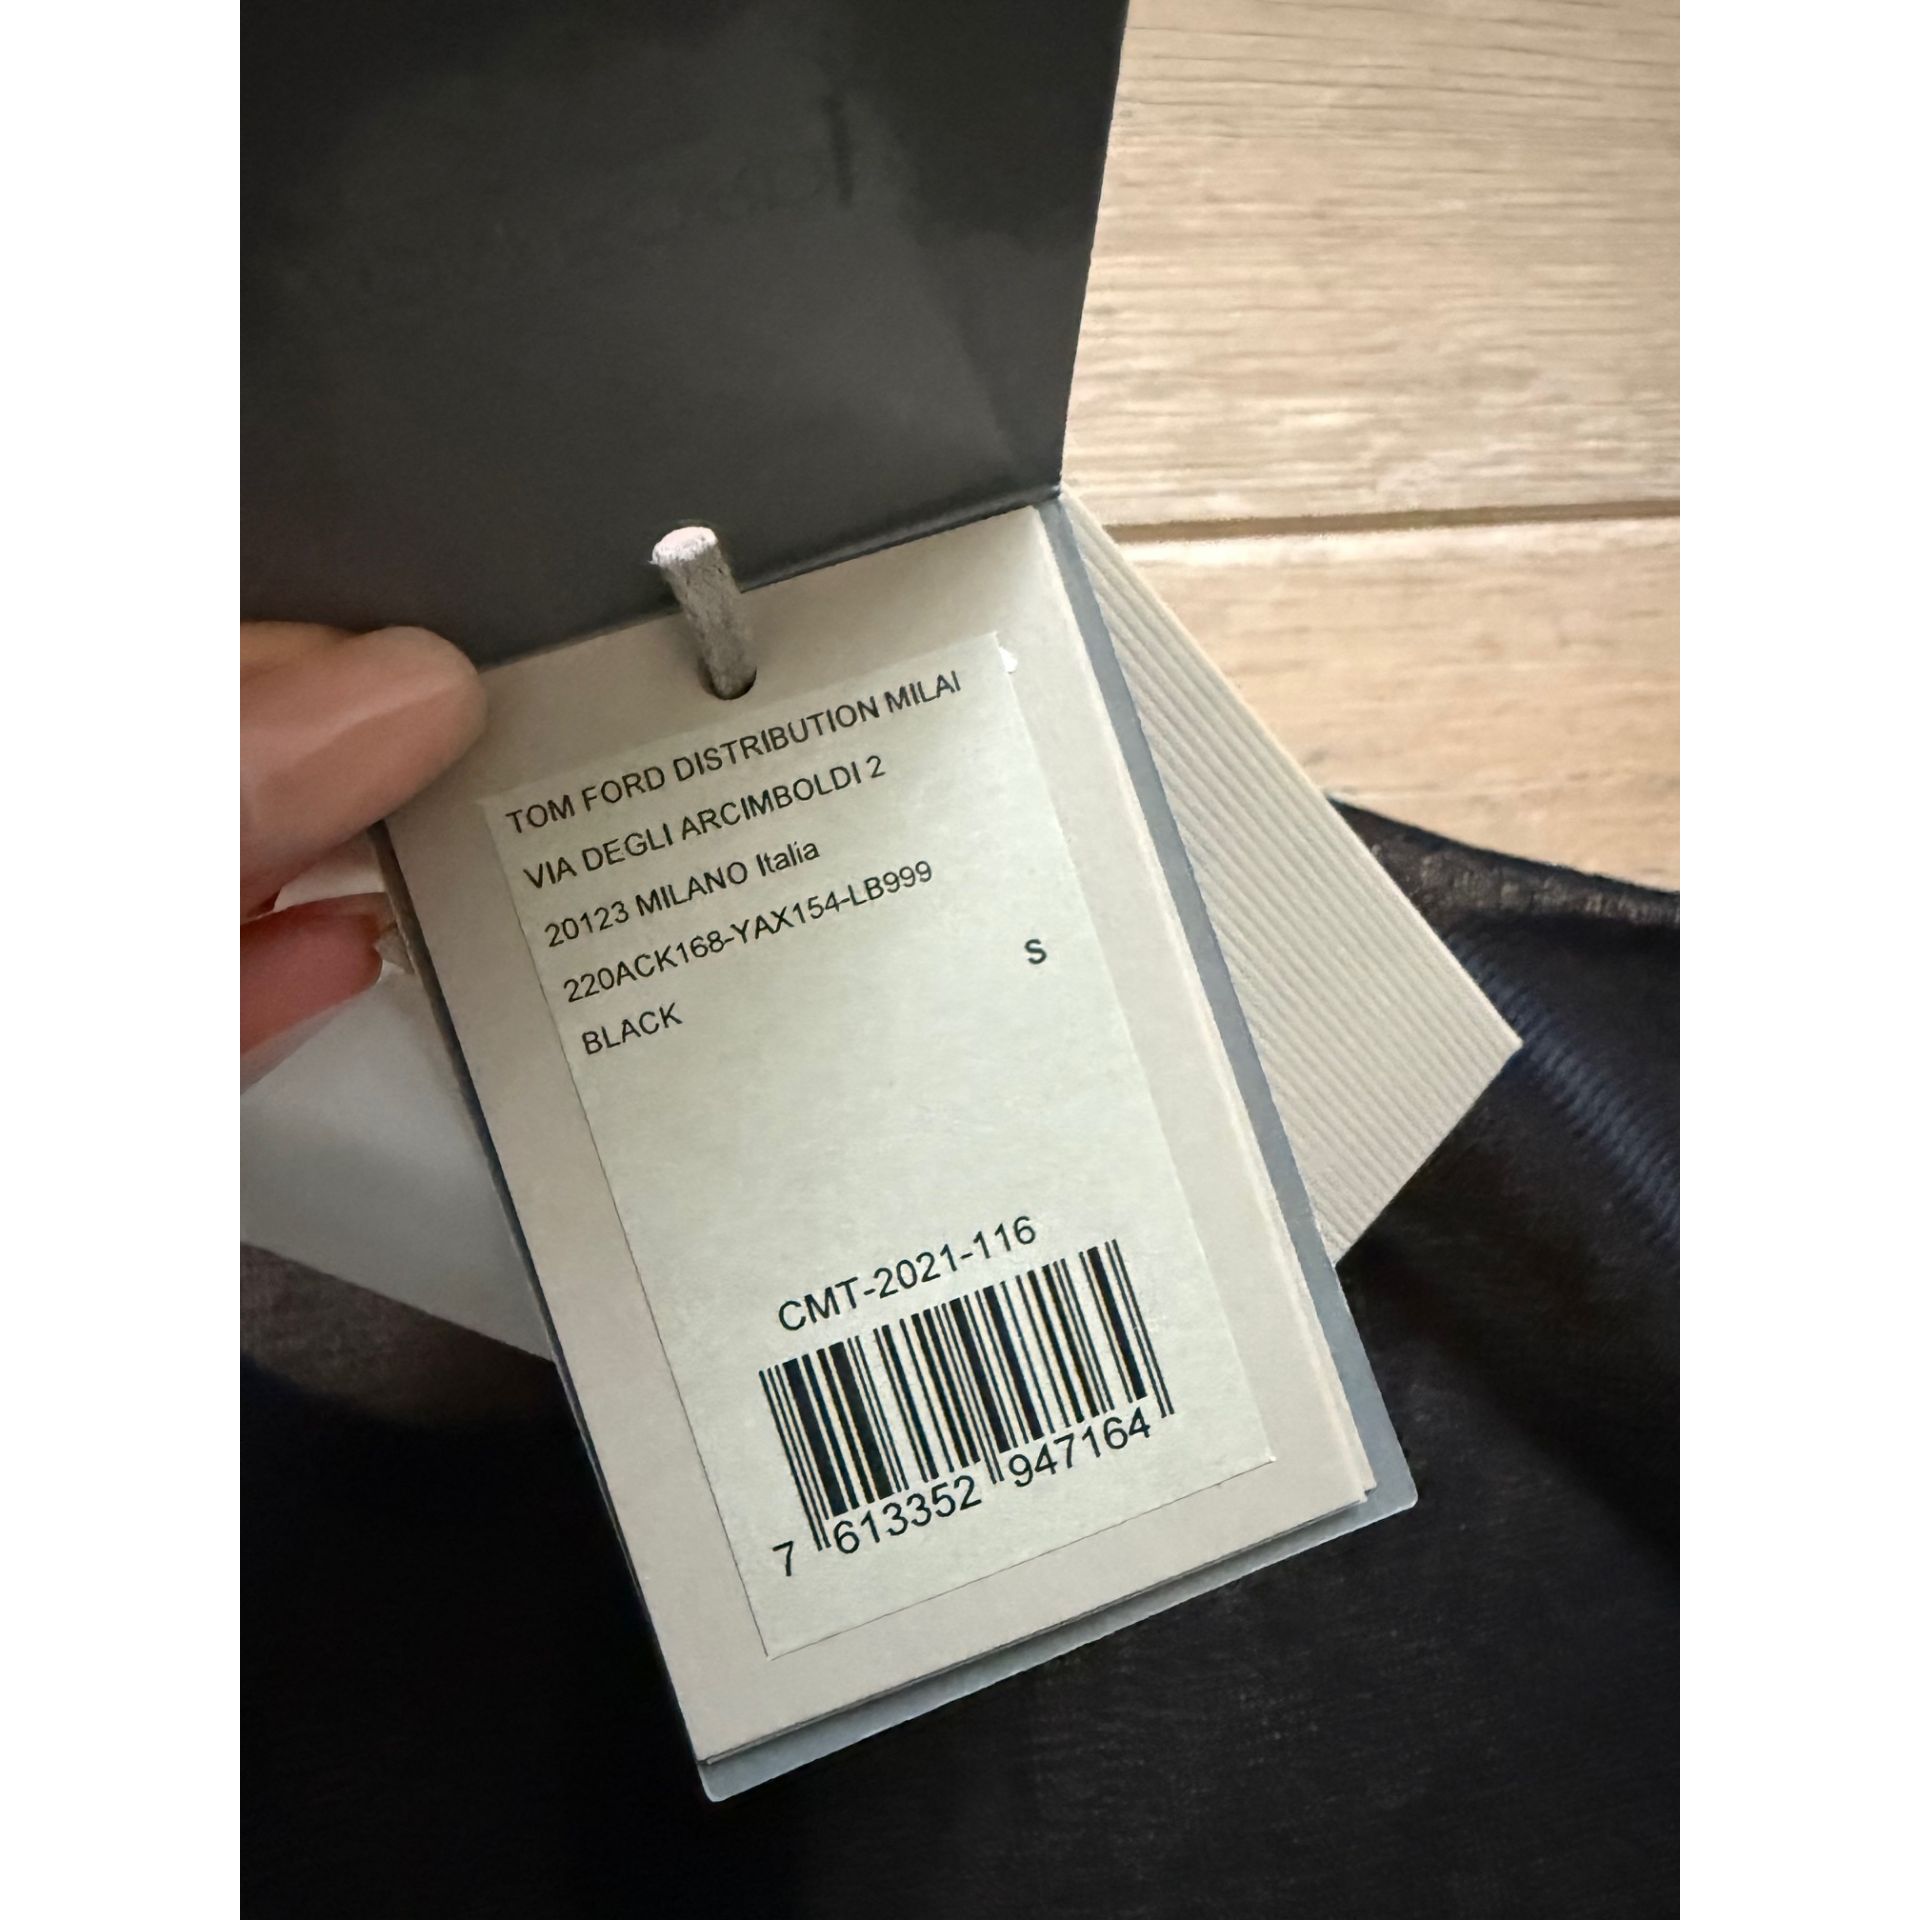 TOM FORD DISTRIBUTION MILAI
VIA DEGLI ARCIMBOLDI 2
20123 MILANO Italia
220ACK168-YAX154-LB999
S
BLACK
CMT-2021-116
7 613352 947164